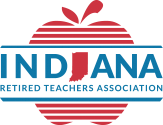 INDIANA
RETIRED TEACHERS ASSOCIATION